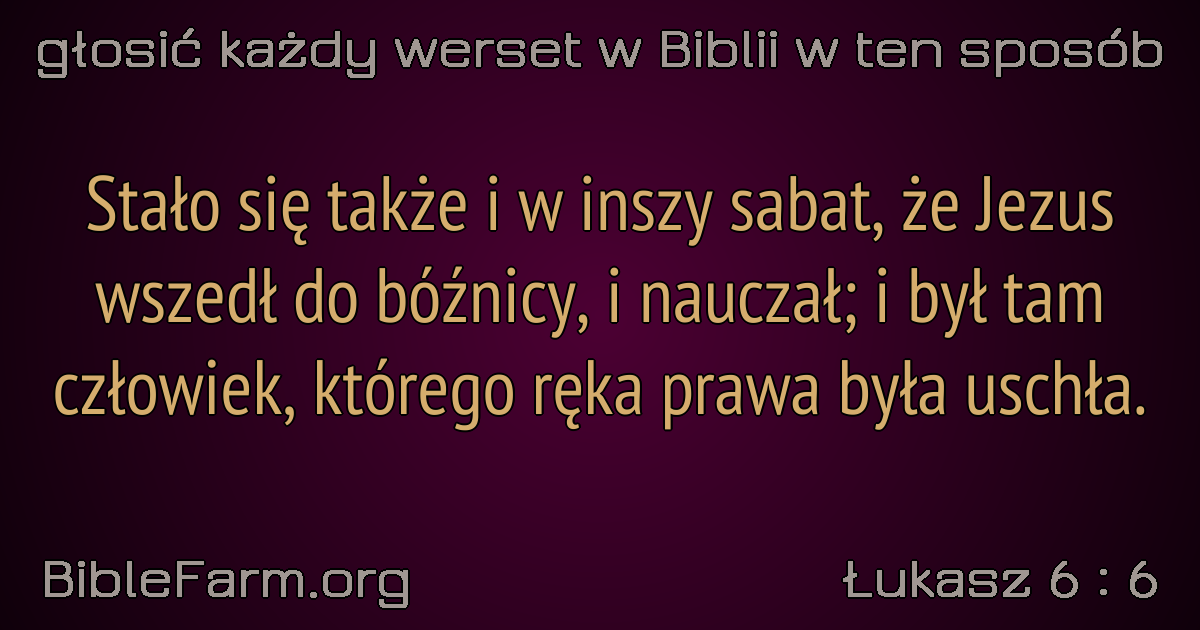 głosić każdy werset w Biblii w ten sposób
Stało się także i w inszy sabat, że Jezus
wszedł do bóźnicy, i nauczał; i był tam
człowiek, którego ręka prawa była uschła.
BibleFarm.org
Łukasz 6 : 6